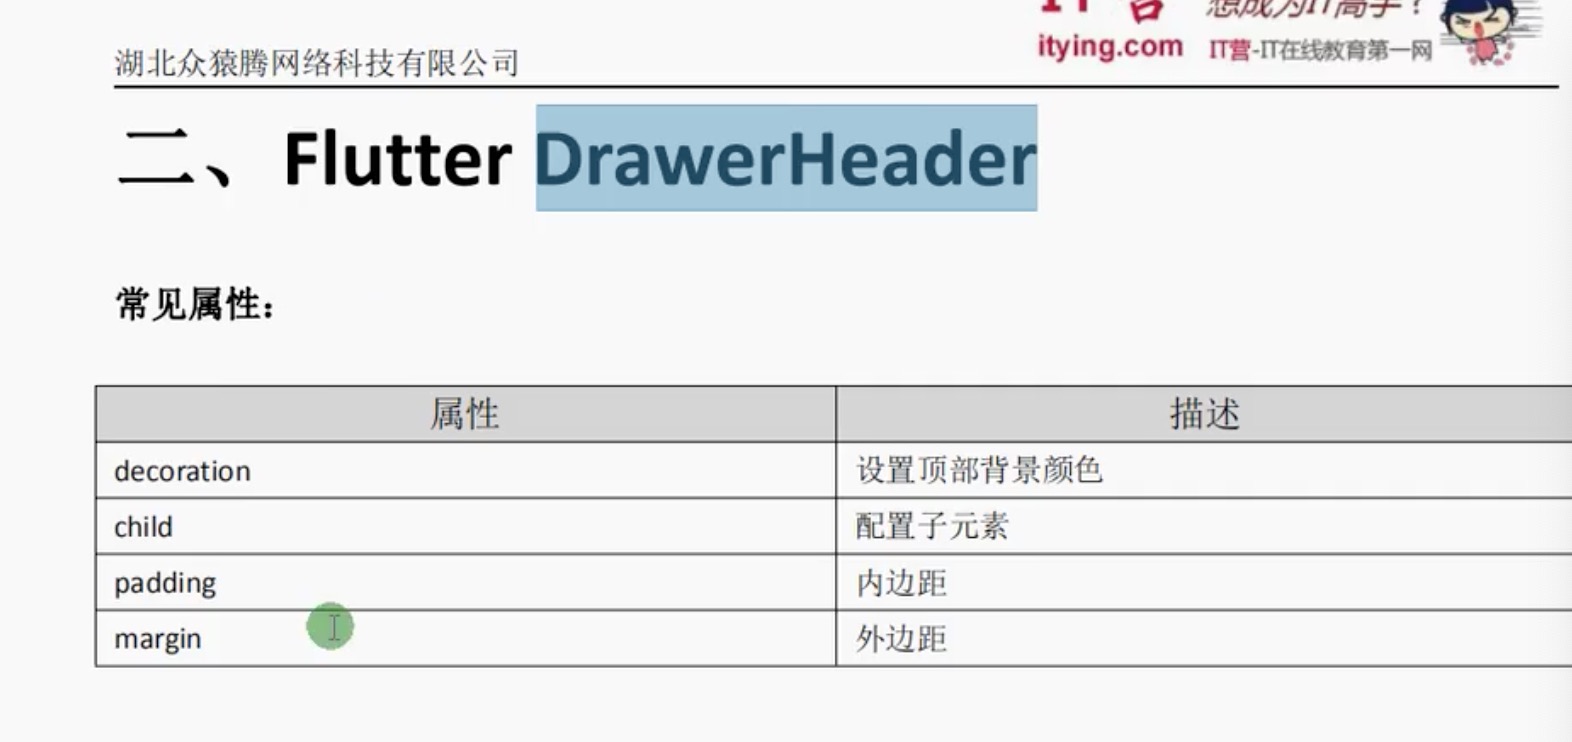 想成为IT高手？
湖北众猿腾网络科技有限公司
itying.com IT营-IT在线教育第一网
二、Flutter DrawerHeader
常见属性：
属性 描述
decoration 设置顶部背景颜色
child 配置子元素
padding 内边距
margin 外边距